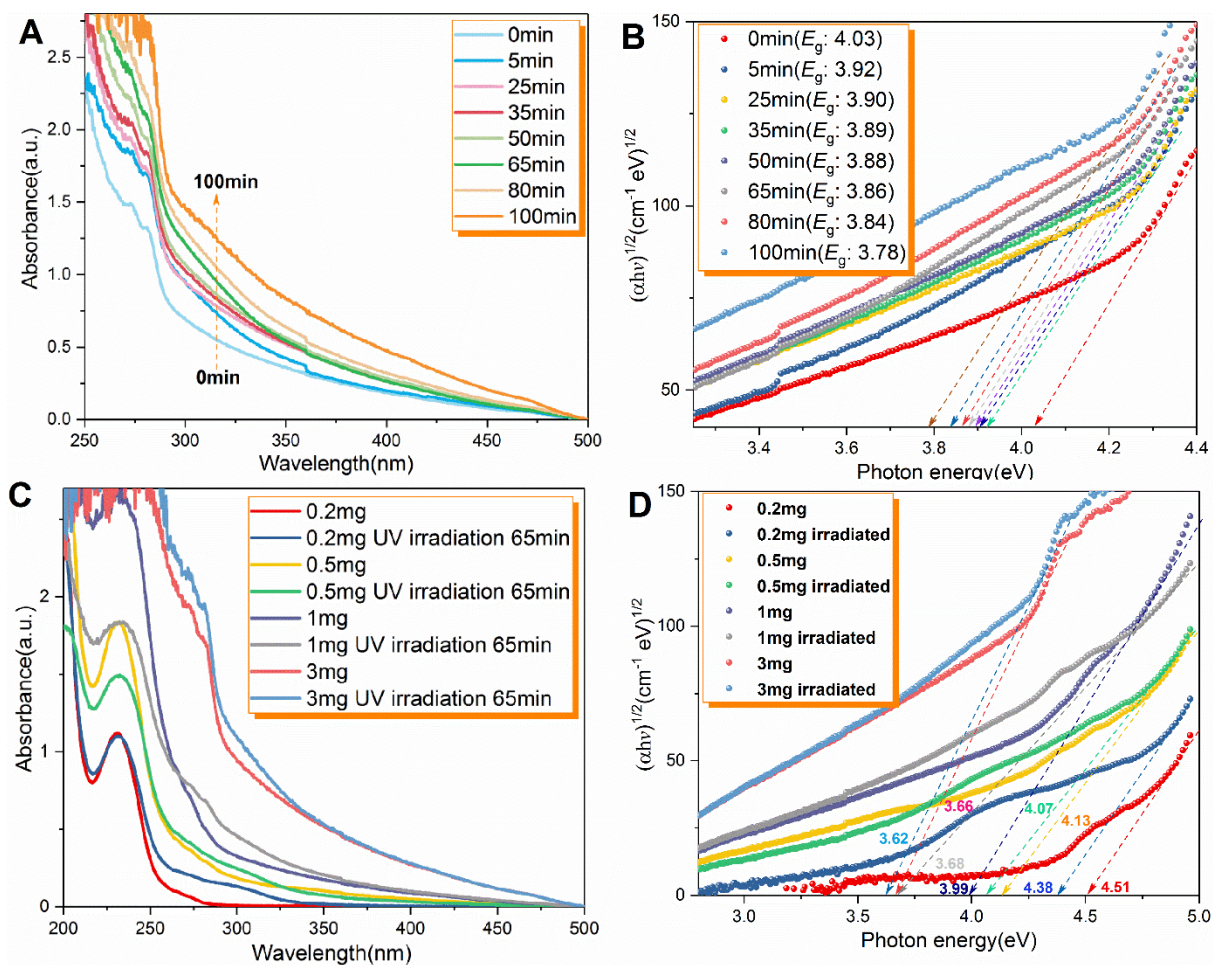 A
2.5
2.0
1.5
1.0
0.5
0.0
Absorbance(a.u.)
250
300
350
400
450
500
Wavelength(nm)
0min
5min
25min
35min
50min
65min
80min
100min
100min
0min
B
150
100
50
(αhν)1/2(cm-1 eV)1/2
3.4
3.6
3.8
4.0
4.2
4.4
Photon energy(eV)
0min(Eg: 4.03)
5min(Eg: 3.92)
25min(Eg: 3.90)
35min(Eg: 3.89)
50min(Eg: 3.88)
65min(Eg: 3.86)
80min(Eg: 3.84)
100min(Eg: 3.78)
C
2
1
0
Absorbance(a.u.)
200
250
300
350
400
450
500
Wavelength(nm)
0.2mg
0.2mg UV irradiation 65min
0.5mg
0.5mg UV irradiation 65min
1mg
1mg UV irradiation 65min
3mg
3mg UV irradiation 65min
D
150
100
50
0
(αhν)1/2(cm-1 eV)1/2
3.0
3.5
4.0
4.5
5.0
Photon energy(eV)
0.2mg
0.2mg irradiated
0.5mg
0.5mg irradiated
1mg
1mg irradiated
3mg
3mg irradiated
3.62
3.66
3.68
3.99
4.07
4.13
4.38
4.51